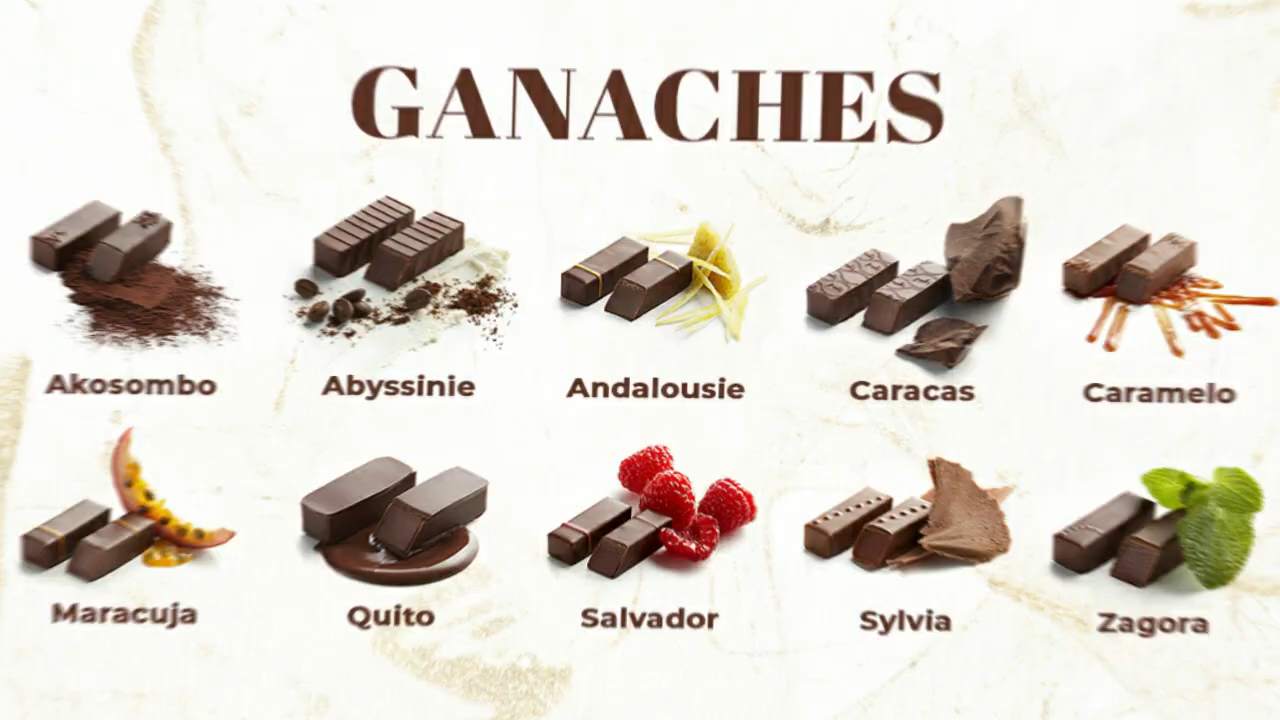 GANACHES
Akosombo
Abyssinie
Andalousie
Caracas
Caramelo
Maracuja
Quito
Salvador
Sylvia
Zagora